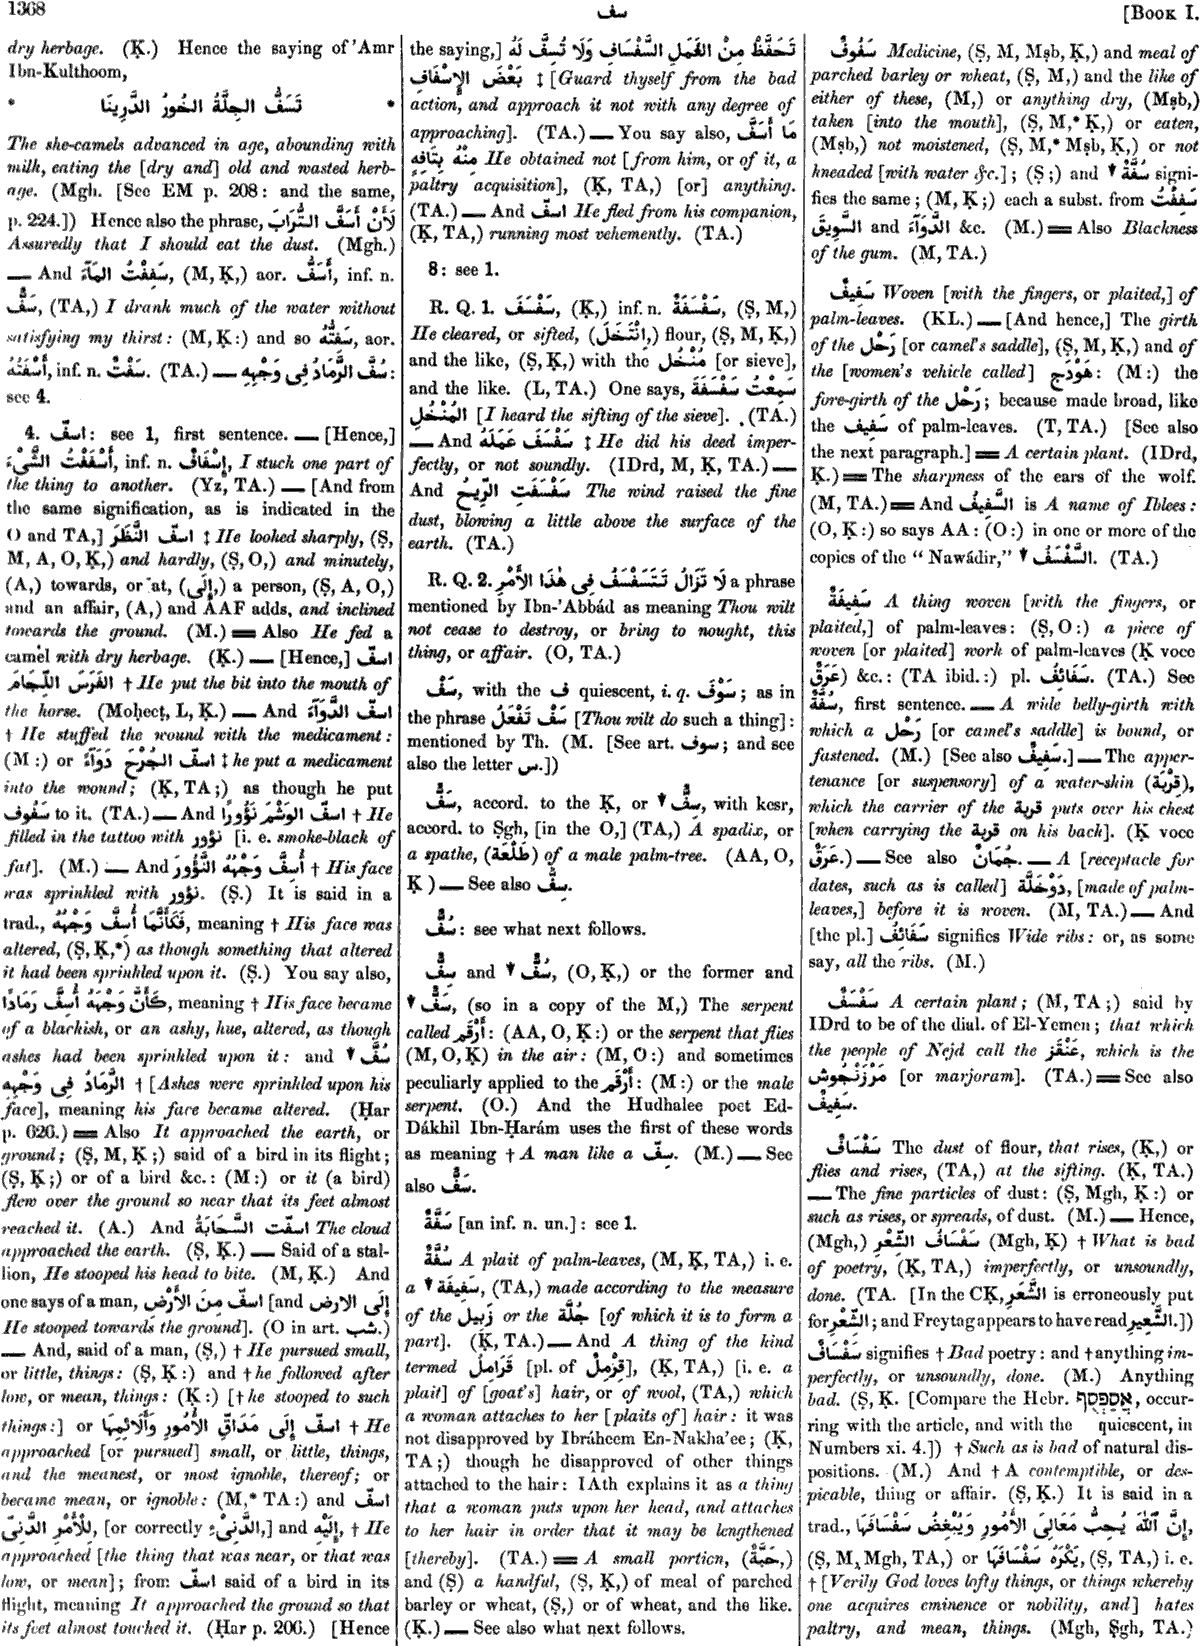 1368
سف
[Book I.
dry herbage. (Ḳ.) Hence the saying of 'Amr
Ibn-Kulthoom,
* تَسَفُّ الجِلَّةُ الخُورُ الدَّرِينَا *
The she-camels advanced in age, abounding with
milk, eating the [dry and] old and wasted herb-
age. (Mgh. [See EM p. 208: and the same,
p. 224.]) Hence also the phrase, لَأَنْ أَسَفَّ التُّرَابَ
Assuredly that I should eat the dust. (Mgh.)
— And سَفِفْتُ المَآءَ, (M, Ḳ,) aor. أَسَفُّ, inf. n.
سَفٌّ, (TA,) I drank much of the water without
satisfying my thirst: (M, Ḳ:) and so سَفِتُّهُ, aor.
أَسْفَتُهُ, inf. n. سَفْتٌ. (TA.) — سُفَّ الرَّمَادُ فِى وَجْهِهِ:
see 4.
4. اسفّ: see 1, first sentence. — [Hence,]
أَسْفَفْتُ الشَّىْءَ, inf. n. إِسْفَافٌ, I stuck one part of
the thing to another. (Yz, TA.) — [And from
the same signification, as is indicated in the
O and TA,] اسفّ النَّظَرَ ‡ He looked sharply, (Ṣ,
M, A, O, Ḳ,) and hardly, (Ṣ, O,) and minutely,
(A,) towards, or at, (إِلَى,) a person, (Ṣ, A, O,)
and an affair, (A,) and AAF adds, and inclined
towards the ground. (M.) ═ Also He fed a
camel with dry herbage. (Ḳ.) — [Hence,] اسفّ
الفَرَسَ اللِّجَامَ † He put the bit into the mouth of
the horse. (Moḥeeṭ, L, Ḳ.) — And اسفّ الدَّوَآءَ
† He stuffed the wound with the medicament:
(M:) or اسفّ الجُرْحَ دَوَآءً ‡ he put a medicament
into the wound; (Ḳ, TA;) as though he put
سَفُوف to it. (TA.) — And اسفّ الوَشْمَ نَؤُورًا † He
filled in the tattoo with نؤور [i. e. smoke-black of
fat]. (M.) — And أُسِفَّ وَجْهُهُ النَّؤُورَ † His face
was sprinkled with نؤور. (Ṣ.) It is said in a
trad., فَكَأَنَّمَا أُسِفَّ وَجْهُهُ, meaning † His face was
altered, (Ṣ, Ḳ,*) as though something that altered
it had been sprinkled upon it. (Ṣ.) You say also,
كَأَنَّ وَجْهَهُ أُسِفَّ رَمَادًا, meaning † His face became
of a blackish, or an ashy, hue, altered, as though
ashes had been sprinkled upon it: and ▼ سُفَّ
الرَّمَادُ فِى وَجْهِهِ † [Ashes were sprinkled upon his
face], meaning his face became altered. (Ḥar
p. 626.) ═ Also It approached the earth, or
ground; (Ṣ, M, Ḳ;) said of a bird in its flight;
(Ṣ, Ḳ;) or of a bird &c.: (M:) or it (a bird)
flew over the ground so near that its feet almost
reached it. (A.) And اسفّت السَّحَابَةُ The cloud
approached the earth. (Ṣ, Ḳ.) — Said of a stal-
lion, He stooped his head to bite. (M, Ḳ.) And
one says of a man, اسفّ مِنَ الأَرْضِ [and إِلَى الارض
He stooped towards the ground]. (O in art. شب.)
— And, said of a man, (Ṣ,) † He pursued small,
or little, things: (Ṣ, Ḳ:) and † he followed after
low, or mean, things: (Ḳ:) [† he stooped to such
things:] or اسفّ إِلَى مَدَاقِّ الأُمُورِ وَأَلَائِمِهَا † He
approached [or pursued] small, or little, things,
and the meanest, or most ignoble, thereof; or
became mean, or ignoble: (M,* TA:) and اسفّ
لِلْأَمْرِ الدَّنِىِّ, [or correctly الدَّنِىْءِ,] and إِلَيْهِ, † He
approached [the thing that was near, or that was
low, or mean]; from اسفّ said of a bird in its
flight, meaning It approached the ground so that
its feet almost touched it. (Ḥar p. 206.) [Hence
the saying,] تَحَفَّظْ مِنَ العَمَلِ السَّفْسَافِ وَلَا تُسِفَّ لَهُ
بَعْضَ الإِسْفَافِ ‡ [Guard thyself from the bad
action, and approach it not with any degree of
approaching]. (TA.) — You say also, مَا أَسَفَّ
مِنْهُ بِتَافِهٍ He obtained not [from him, or of it, a
paltry acquisition], (Ḳ, TA,) [or] anything.
(TA.) — And اسفّ He fled from his companion,
(Ḳ, TA,) running most vehemently. (TA.)
8: see 1.
R. Q. 1. سَفْسَفَ, (Ḳ,) inf. n. سَفْسَفَةٌ, (Ṣ, M,)
He cleared, or sifted, (اِنْتَخَلَ,) flour, (Ṣ, M, Ḳ,)
and the like, (Ṣ, Ḳ,) with the مُنْخُل [or sieve],
and the like. (L, TA.) One says, سَمِعْتُ سَفْسَفَةَ
المُنْخُلِ [I heard the sifting of the sieve]. (TA.)
— And سَفْسَفَ عَمَلَهُ ‡ He did his deed imper-
fectly, or not soundly. (IDrd, M, Ḳ, TA.) —
And سَفْسَفَتِ الرِّيحُ The wind raised the fine
dust, blowing a little above the surface of the
earth. (TA.)
R. Q. 2. لَا تَزَالُ تَتَسَفْسَفُ فِى هٰذَا الأَمْرِ a phrase
mentioned by Ibn-'Abbád as meaning Thou wilt
not cease to destroy, or bring to nought, this
thing, or affair. (O, TA.)
سَفْ, with the ف quiescent, i. q. سَوْفَ; as in
the phrase سَفْ تَفْعَلُ [Thou wilt do such a thing]:
mentioned by Th. (M. [See art. سوف; and see
also the letter س.])
سَفٌّ, accord. to the Ḳ, or ▼ سِفٌّ, with kesr,
accord. to Ṣgh, [in the O,] (TA,) A spadix, or
a spathe, (طَلْعَة) of a male palm-tree. (AA, O,
Ḳ) — See also سِفٌّ.
سُفٌّ: see what next follows.
سِفٌّ and ▼ سُفٌّ, (O, Ḳ,) or the former and
▼ سَفٌّ, (so in a copy of the M,) The serpent
called أَرْقَم: (AA, O, Ḳ:) or the serpent that flies
(M, O, Ḳ) in the air: (M, O:) and sometimes
peculiarly applied to the أَرْقَم: (M:) or the male
serpent. (O.) And the Hudhalee poet Ed-
Dákhil Ibn-Ḥarám uses the first of these words
as meaning † A man like a سِفّ. (M.) — See
also سَفٌّ.
سَفَّةٌ [an inf. n. un.]: see 1.
سُفَّةٌ A plait of palm-leaves, (M, Ḳ, TA,) i. e.
a ▼ سَفِيفَة, (TA,) made according to the measure
of the زَبِيل or the جُلَّة [of which it is to form a
part]. (Ḳ, TA.) — And A thing of the kind
termed قَرَامِلُ [pl. of قِرْمِلٌ], (Ḳ, TA,) [i. e. a
plait] of [goat's] hair, or of wool, (TA,) which
a woman attaches to her [plaits of] hair: it was
not disapproved by Ibráheem En-Nakha'ee; (Ḳ,
TA;) though he disapproved of other things
attached to the hair: IAth explains it as a thing
that a woman puts upon her head, and attaches
to her hair in order that it may be lengthened
[thereby]. (TA.) ═ A small portion, (حَبَّةٌ,)
and (Ṣ) a handful, (Ṣ, Ḳ,) of meal of parched
barley or wheat, (Ṣ,) or of wheat, and the like.
(Ḳ.) — See also what next follows.
سَفُوفٌ Medicine, (Ṣ, M, Mṣb, Ḳ,) and meal of
parched barley or wheat, (Ṣ, M,) and the like of
either of these, (M,) or anything dry, (Mṣb,)
taken [into the mouth], (Ṣ, M,* Ḳ,) or eaten,
(Mṣb,) not moistened, (Ṣ, M,* Mṣb, Ḳ,) or not
kneaded [with water &c.]; (Ṣ;) and ▼ سُفَّةٌ signi-
fies the same; (M, Ḳ;) each a subst. from سَفِفْتُ
السَّوِيقَ and الدَّوَآءَ &c. (M.) ═ Also Blackness
of the gum. (M, TA.)
سَفِيفٌ Woven [with the fingers, or plaited,] of
palm-leaves. (KL.) — [And hence,] The girth
of the رَحْل [or camel's saddle], (Ṣ, M, Ḳ,) and of
the [women's vehicle called] هَوْدَج: (M:) the
fore-girth of the رَحْل; because made broad, like
the سَفِيف of palm-leaves. (T, TA.) [See also
the next paragraph.] ═ A certain plant. (IDrd,
Ḳ.) ═ The sharpness of the ears of the wolf.
(M, TA.) ═ And السَّفِيفُ is A name of Iblees:
(O, Ḳ:) so says AA: (O:) in one or more of the
copies of the "Nawádir," ▼ السَّفْسَفُ. (TA.)
سَفِيفَةٌ A thing woven [with the fingers, or
plaited,] of palm-leaves: (Ṣ, O:) a piece of
woven [or plaited] work of palm-leaves (Ḳ voce
عَرَقٌ) &c.: (TA ibid.:) pl. سَفَائِفُ. (TA.) See
سُفَّةٌ, first sentence. — A wide belly-girth with
which a رَحْل [or camel's saddle] is bound, or
fastened. (M.) [See also سَفِيفٌ.] — The apper-
tenance [or suspensory] of a water-skin (قِرْبَة),
which the carrier of the قربة puts over his chest
[when carrying the قربة on his back]. (Ḳ voce
عَرَقٌ.) — See also جُمَانٌ. — A [receptacle for
dates, such as is called] دَوْخَلَّة, [made of palm-
leaves,] before it is woven. (M, TA.) — And
[the pl.] سَفَائِفُ signifies Wide ribs: or, as some
say, all the ribs. (M.)
سَفْسَفٌ A certain plant; (M, TA;) said by
IDrd to be of the dial. of El-Yemen; that which
the people of Nejd call the عَنْقَز, which is the
مَرْزَنْجُوش [or marjoram]. (TA.) ═ See also
سَفِيفٌ.
سَفْسَافٌ The dust of flour, that rises, (Ḳ,) or
flies and rises, (TA,) at the sifting. (Ḳ, TA.)
— The fine particles of dust: (Ṣ, Mgh, Ḳ:) or
such as rises, or spreads, of dust. (M.) — Hence,
(Mgh,) سَفْسَافُ الشِّعْرِ (Mgh, Ḳ) † What is bad
of poetry, (Ḳ, TA,) imperfectly, or unsoundly,
done. (TA. [In the CḲ, الشَّعَرِ is erroneously put
for الشِّعْرِ; and Freytag appears to have read الشَّعِيرِ.])
سَفْسَافٌ signifies † Bad poetry: and † anything im-
perfectly, or unsoundly, done. (M.) Anything
bad. (Ṣ, Ḳ. [Compare the Hebr. אֲסַפְסֻף, occur-
ring with the article, and with the quiescent, in
Numbers xi. 4.]) † Such as is bad of natural dis-
positions. (M.) And † A contemptible, or des-
picable, thing or affair. (Ṣ, Ḳ.) It is said in a
trad., إِنَّ ٱللّٰهَ يُحِبُّ مَعَالِىَ الأُمُورِ وَيُبْغِضُ سَفْسَافَهَا,
(Ṣ, M, Mgh, TA,) or يَكْرَهُ سَفْسَافَهَا, (Ṣ, TA,) i. e.
† [Verily God loves lofty things, or things whereby
one acquires eminence or nobility, and] hates
paltry, and mean, things. (Mgh, Ṣgh, TA.)